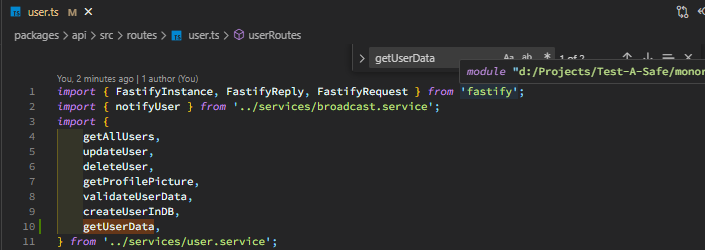 user.ts M
packages > api > src > routes > user.ts > userRoutes
getUserData Aa ab .* 1 of 2
module "d:/Projects/Test-A-Safe/monor
You, 2 minutes ago | 1 author (You)
1 import { FastifyInstance, FastifyReply, FastifyRequest } from 'fastify';
2 import { notifyUser } from '../services/broadcast.service';
3 import {
4 getAllUsers,
5 updateUser,
6 deleteUser,
7 getProfilePicture,
8 validateUserData,
9 createUserInDB,
10 getUserData,
11 } from '../services/user.service';